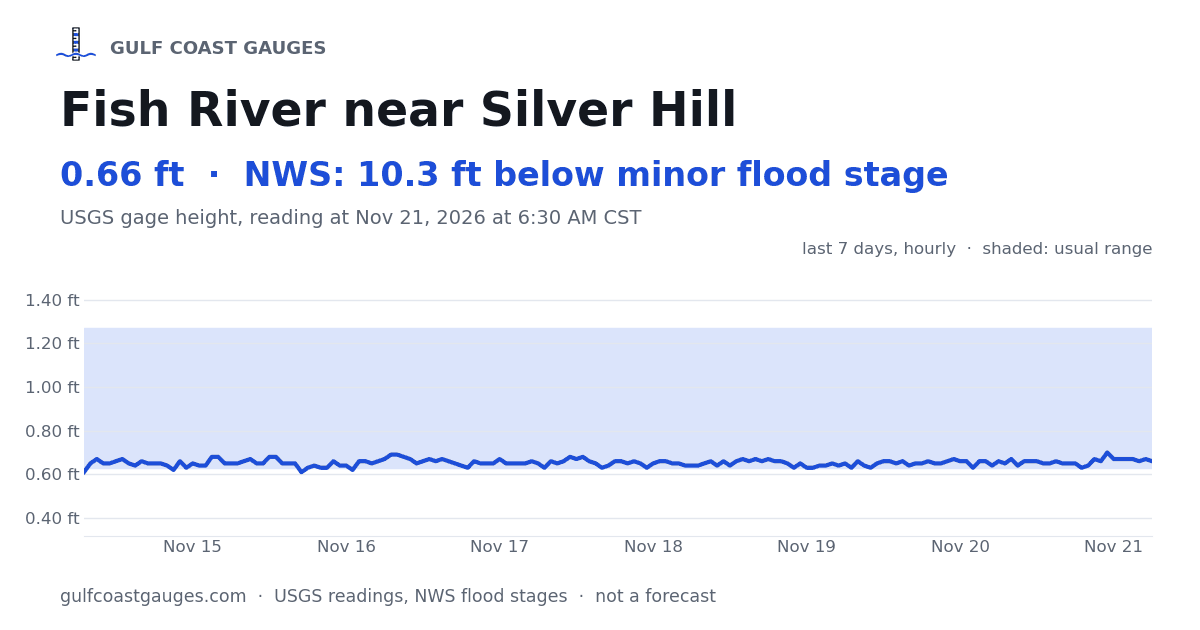 GULF COAST GAUGES
Fish River near Silver Hill
0.66 ft · NWS: 10.3 ft below minor flood stage
USGS gage height, reading at Nov 21, 2026 at 6:30 AM CST
last 7 days, hourly · shaded: usual range
1.40 ft
1.20 ft
1.00 ft
0.80 ft
0.60 ft
0.40 ft
Nov 15 Nov 16 Nov 17 Nov 18 Nov 19 Nov 20 Nov 21
gulfcoastgauges.com · USGS readings, NWS flood stages · not a forecast